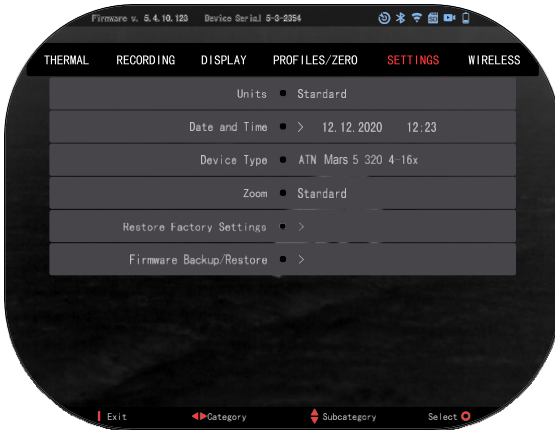 Firmware v. 5.4.10.123 Device Serial 5-3-2354
THERMAL RECORDING DISPLAY PROFILES/ZERO SETTINGS WIRELESS
Units Standard
Date and Time > 12.12.2020 12:23
Device Type ATN Mars 5 320 4-16x
Zoom Standard
Restore Factory Settings >
Firmware Backup/Restore >
Exit Category Subcategory Select